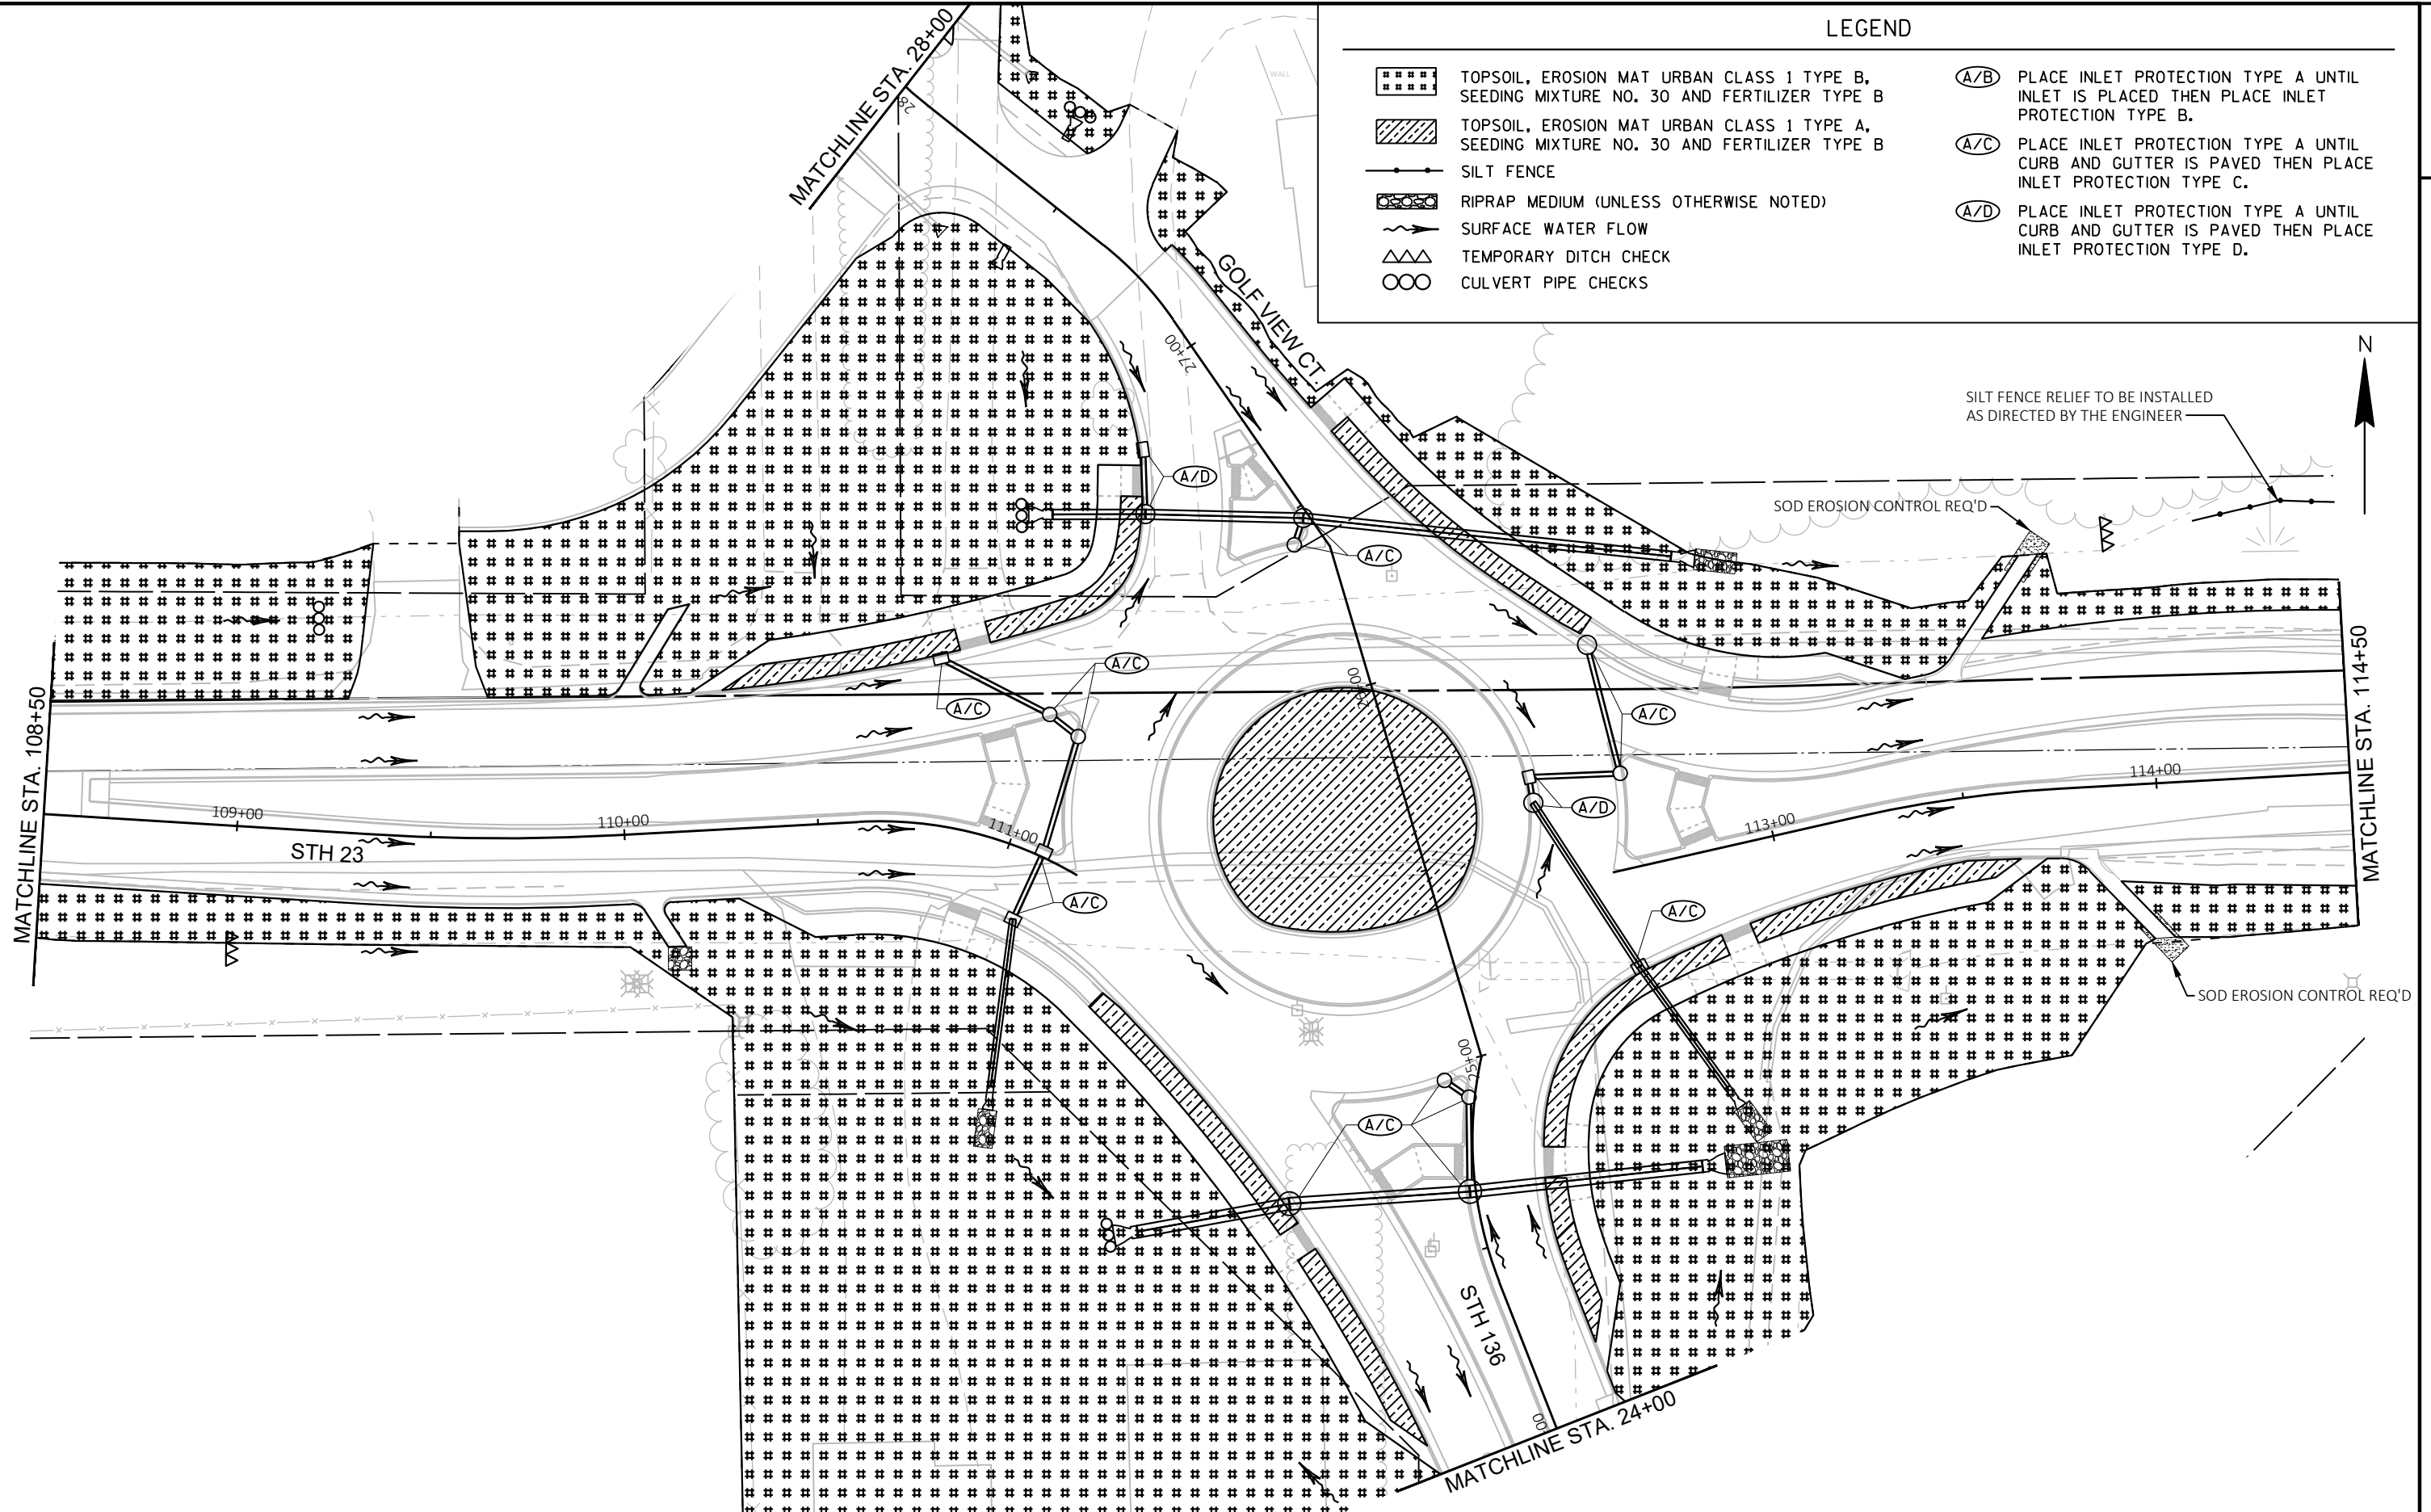 LEGEND
TOPSOIL, EROSION MAT URBAN CLASS 1 TYPE B,
SEEDING MIXTURE NO. 30 AND FERTILIZER TYPE B
TOPSOIL, EROSION MAT URBAN CLASS 1 TYPE A,
SEEDING MIXTURE NO. 30 AND FERTILIZER TYPE B
SILT FENCE
RIPRAP MEDIUM (UNLESS OTHERWISE NOTED)
SURFACE WATER FLOW
TEMPORARY DITCH CHECK
CULVERT PIPE CHECKS
A/B PLACE INLET PROTECTION TYPE A UNTIL
INLET IS PLACED THEN PLACE INLET
PROTECTION TYPE B.
A/C PLACE INLET PROTECTION TYPE A UNTIL
CURB AND GUTTER IS PAVED THEN PLACE
INLET PROTECTION TYPE C.
A/D PLACE INLET PROTECTION TYPE A UNTIL
CURB AND GUTTER IS PAVED THEN PLACE
INLET PROTECTION TYPE D.
MATCHLINE STA. 28+00
28
WALL
GOLF VIEW CT.
27+00
N
SILT FENCE RELIEF TO BE INSTALLED
AS DIRECTED BY THE ENGINEER
SOD EROSION CONTROL REQ'D
A/D
A/C
A/C
A/C
A/C
A/D
A/C
A/C
A/C
MATCHLINE STA. 108+50
109+00
110+00
111+00
STH 23
113+00
114+00
MATCHLINE STA. 114+50
SOD EROSION CONTROL REQ'D
25+00
STH 136
00
MATCHLINE STA. 24+00